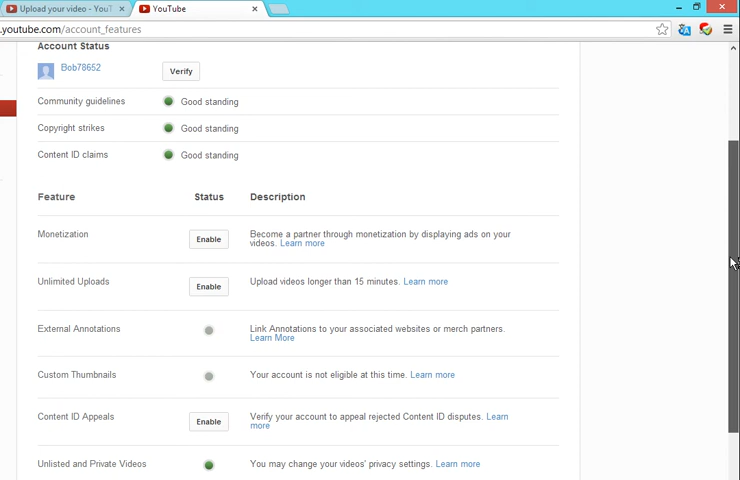 Upload your video - YouT
YouTube
.youtube.com/account_features
Account Status
Bob78652
Verify
Community guidelines
Good standing
Copyright strikes
Good standing
Content ID claims
Good standing
Feature Status Description
Monetization
Enable
Become a partner through monetization by displaying ads on your
videos. Learn more
Unlimited Uploads
Enable
Upload videos longer than 15 minutes. Learn more
External Annotations
Link Annotations to your associated websites or merch partners.
Learn More
Custom Thumbnails
Your account is not eligible at this time. Learn more
Content ID Appeals
Enable
Verify your account to appeal rejected Content ID disputes. Learn
more
Unlisted and Private Videos
You may change your videos' privacy settings. Learn more